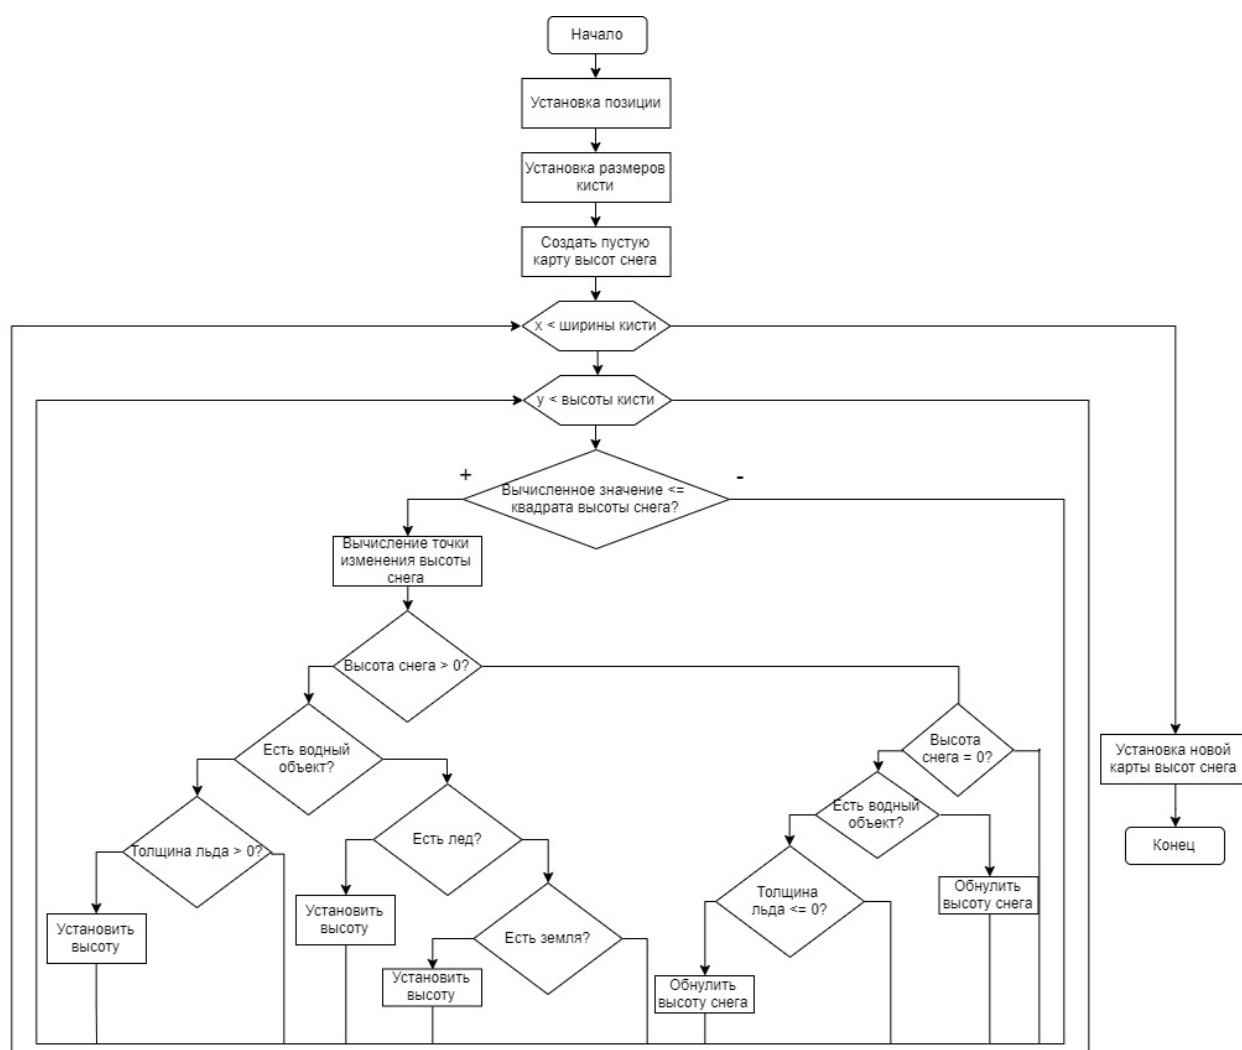 Начало
Установка позиции
Установка размеров
кисти
Создать пустую
карту высот снега
x < ширины кисти
y < высоты кисти
+
-
Вычисленное значение <=
квадрата высоты снега?
Вычисление точки
изменения высоты
снега
Высота снега > 0?
Есть водный
объект?
Высота
снега = 0?
Установка новой
карты высот снега
Толщина льда > 0?
Есть лед?
Есть водный
объект?
Конец
Установить
высоту
Установить
высоту
Есть земля?
Толщина
льда <= 0?
Обнулить
высоту снега
Установить
высоту
Обнулить
высоту снега